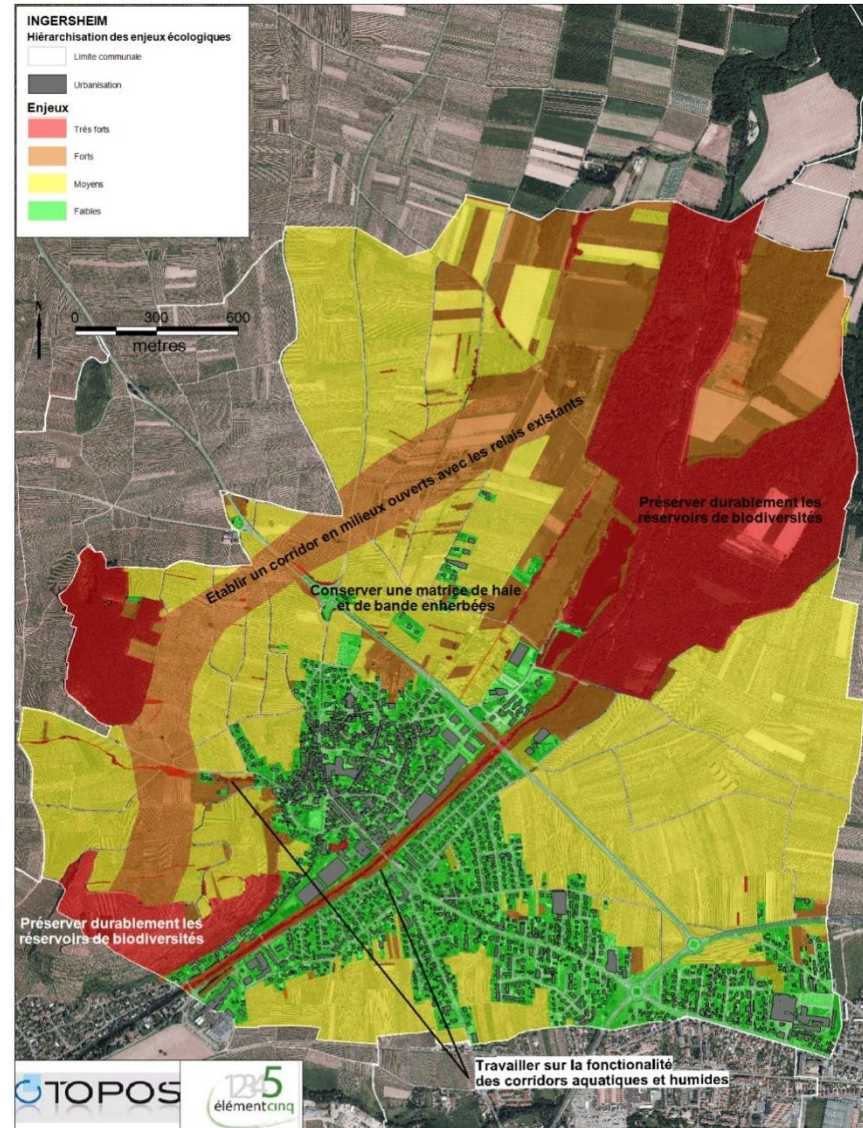 INGERSHEIM
Hiérarchisation des enjeux écologiques
Limite communale
Urbanisation
Enjeux
Très forts
Forts
Moyens
Faibles
N
0 300 600
metres
Etablir un corridor en milieux ouverts avec les relais existants
Préserver durablement les
réservoirs de biodiversités
Conserver une matrice de haie
et de bande enherbées
Préserver durablement les
réservoirs de biodiversités
Travailler sur la fonctionalité
des corridors aquatiques et humides
TOPOS
12345
élémentcinq